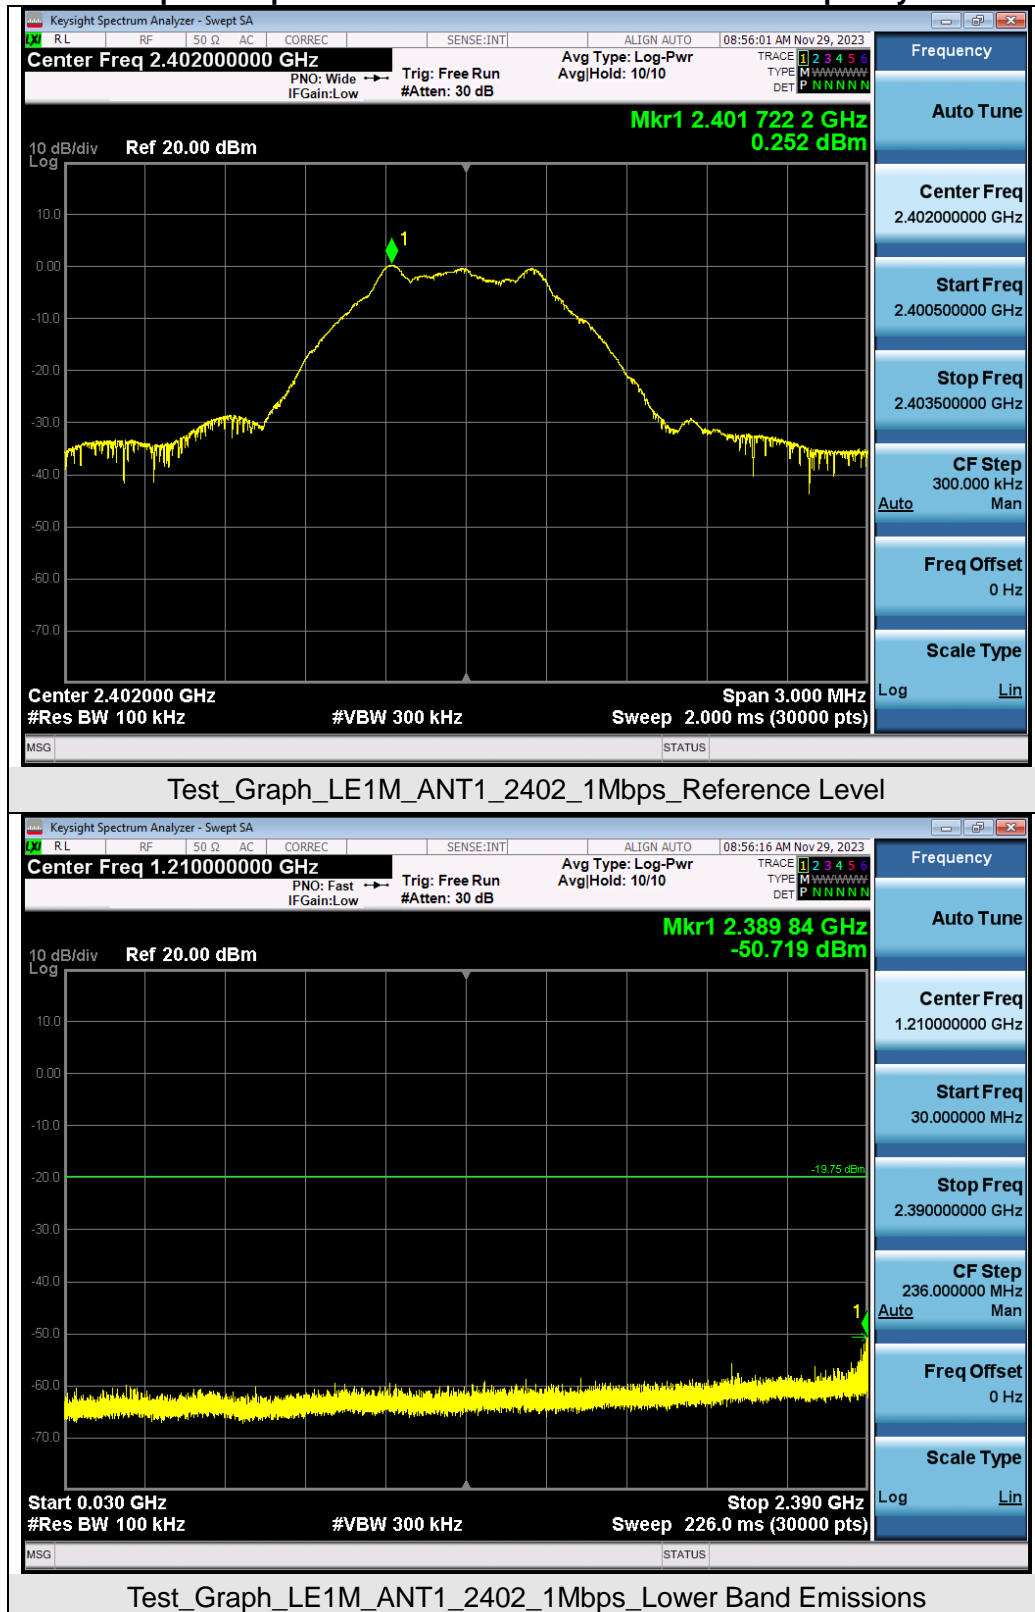 Keysight Spectrum Analyzer - Swept SA
LXI RL RF 50 Ω AC CORREC SENSE:INT ALIGN AUTO 08:56:01 AM Nov 29, 2023
Center Freq 2.402000000 GHz
PNO: Wide
IFGain:Low
Trig: Free Run
#Atten: 30 dB
Avg Type: Log-Pwr
Avg|Hold: 10/10
TRACE 1 2 3 4 5 6
TYPE M WWWWW
DET P N N N N N
Frequency
Auto Tune
Mkr1 2.401 722 2 GHz
0.252 dBm
10 dB/div Ref 20.00 dBm
Log
10.0
0.00
-10.0
-20.0
-30.0
-40.0
-50.0
-60.0
-70.0
1
Center Freq
2.402000000 GHz
Start Freq
2.400500000 GHz
Stop Freq
2.403500000 GHz
CF Step
300.000 kHz
Auto Man
Freq Offset
0 Hz
Scale Type
Log Lin
Center 2.402000 GHz Span 3.000 MHz
#Res BW 100 kHz #VBW 300 kHz Sweep 2.000 ms (30000 pts)
MSG STATUS
Test_Graph_LE1M_ANT1_2402_1Mbps_Reference Level
Keysight Spectrum Analyzer - Swept SA
LXI RL RF 50 Ω AC CORREC SENSE:INT ALIGN AUTO 08:56:16 AM Nov 29, 2023
Center Freq 1.210000000 GHz
PNO: Fast
IFGain:Low
Trig: Free Run
#Atten: 30 dB
Avg Type: Log-Pwr
Avg|Hold: 10/10
TRACE 1 2 3 4 5 6
TYPE M WWWWW
DET P N N N N N
Frequency
Auto Tune
Mkr1 2.389 84 GHz
-50.719 dBm
10 dB/div Ref 20.00 dBm
Log
10.0
0.00
-10.0
-20.0
-30.0
-40.0
-50.0
-60.0
-70.0
-19.75 dBm
1
Center Freq
1.210000000 GHz
Start Freq
30.000000 MHz
Stop Freq
2.390000000 GHz
CF Step
236.000000 MHz
Auto Man
Freq Offset
0 Hz
Scale Type
Log Lin
Start 0.030 GHz Stop 2.390 GHz
#Res BW 100 kHz #VBW 300 kHz Sweep 226.0 ms (30000 pts)
MSG STATUS
Test_Graph_LE1M_ANT1_2402_1Mbps_Lower Band Emissions